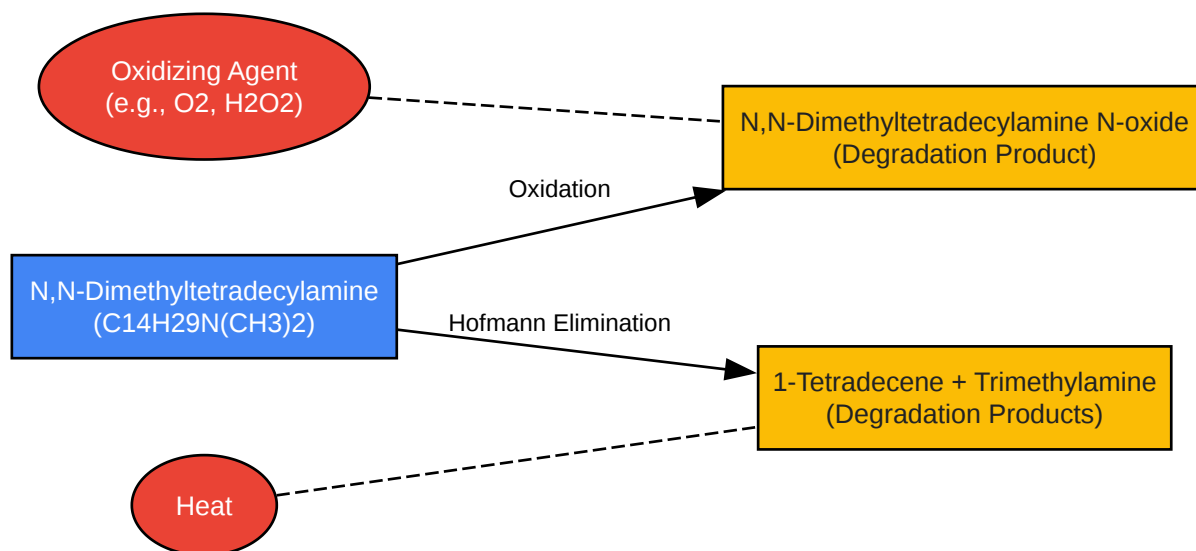 Oxidizing Agent
(e.g., O2, H2O2)
N,N-Dimethyltetradecylamine N-oxide
(Degradation Product)
Oxidation
N,N-Dimethyltetradecylamine
(C14H29N(CH3)2)
Hofmann Elimination
1-Tetradecene + Trimethylamine
(Degradation Products)
Heat